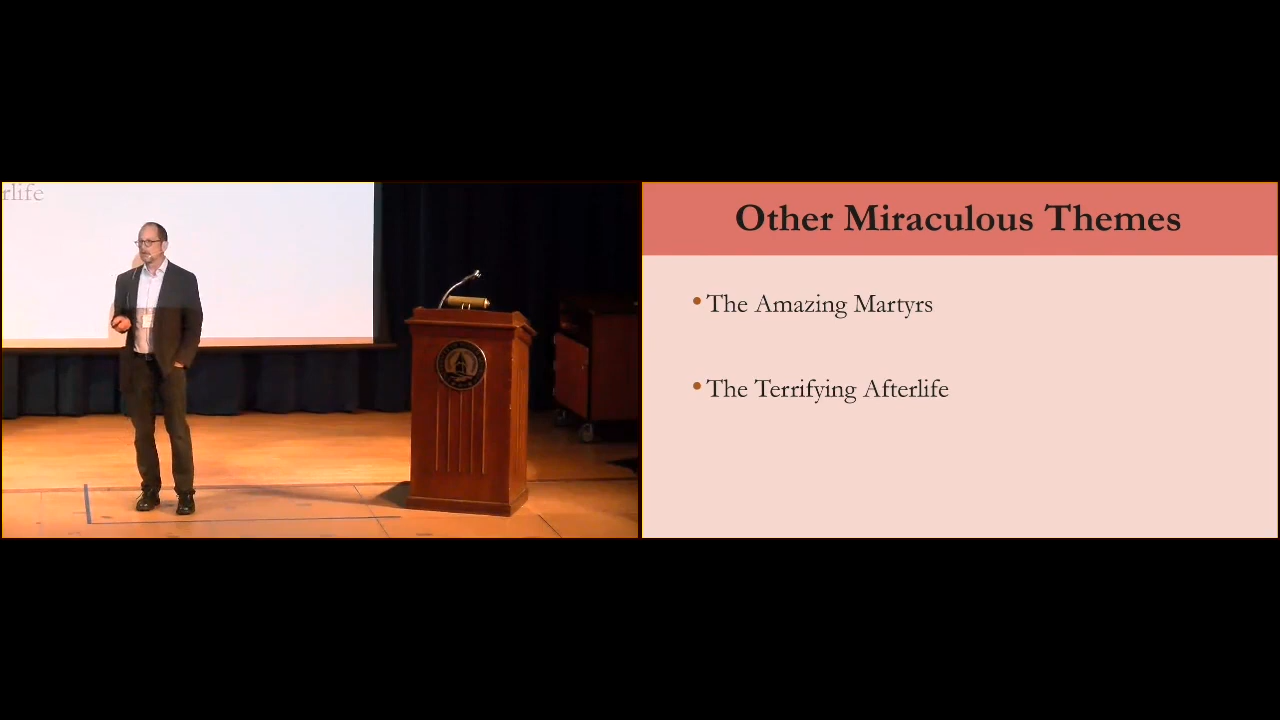 rlife
Other Miraculous Themes
• The Amazing Martyrs
• The Terrifying Afterlife